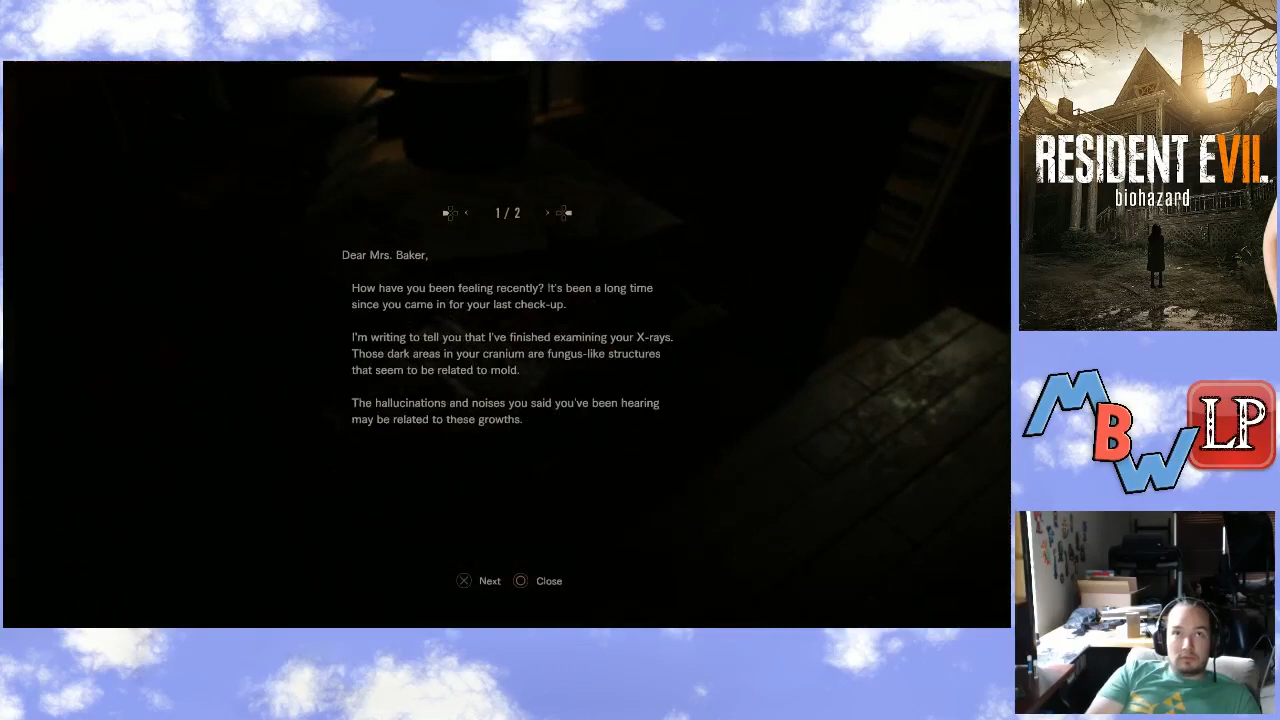 1 / 2
Dear Mrs. Baker,
How have you been feeling recently? It's been a long time
since you came in for your last check-up.
I'm writing to tell you that I've finished examining your X-rays.
Those dark areas in your cranium are fungus-like structures
that seem to be related to mold.
The hallucinations and noises you said you've been hearing
may be related to these growths.
Next Close
RESIDENT EVII.
biohazard
MBW LP